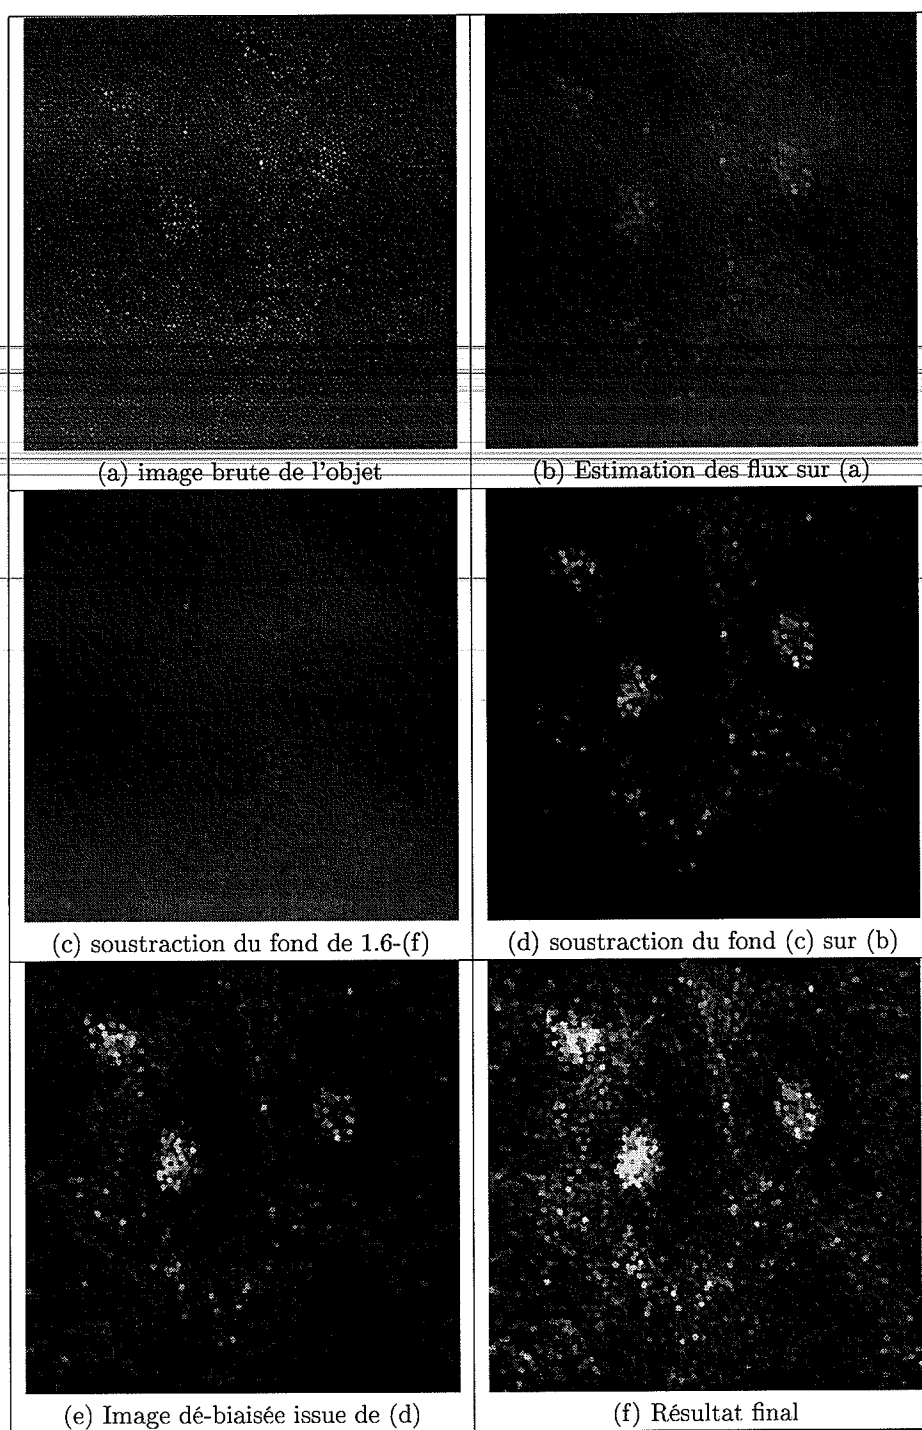 (a) image brute de l'objet
(b) Estimation des flux sur (a)
(c) soustraction du fond de 1.6-(f)
(d) soustraction du fond (c) sur (b)
(e) Image dé-biaisée issue de (d)
(f) Résultat final